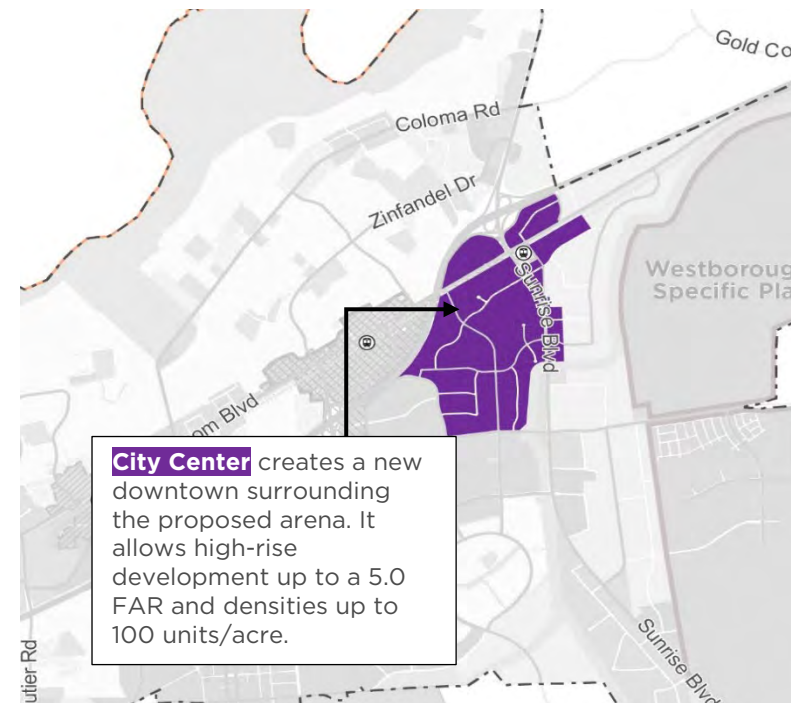 Gold Co
Coloma Rd
Zinfandel Dr
Westboroug
Specific Pla
Sunrise Blvd
om Blvd
City Center creates a new
downtown surrounding
the proposed arena. It
allows high-rise
development up to a 5.0
FAR and densities up to
100 units/acre.
utier Rd
Sunrise Blvd